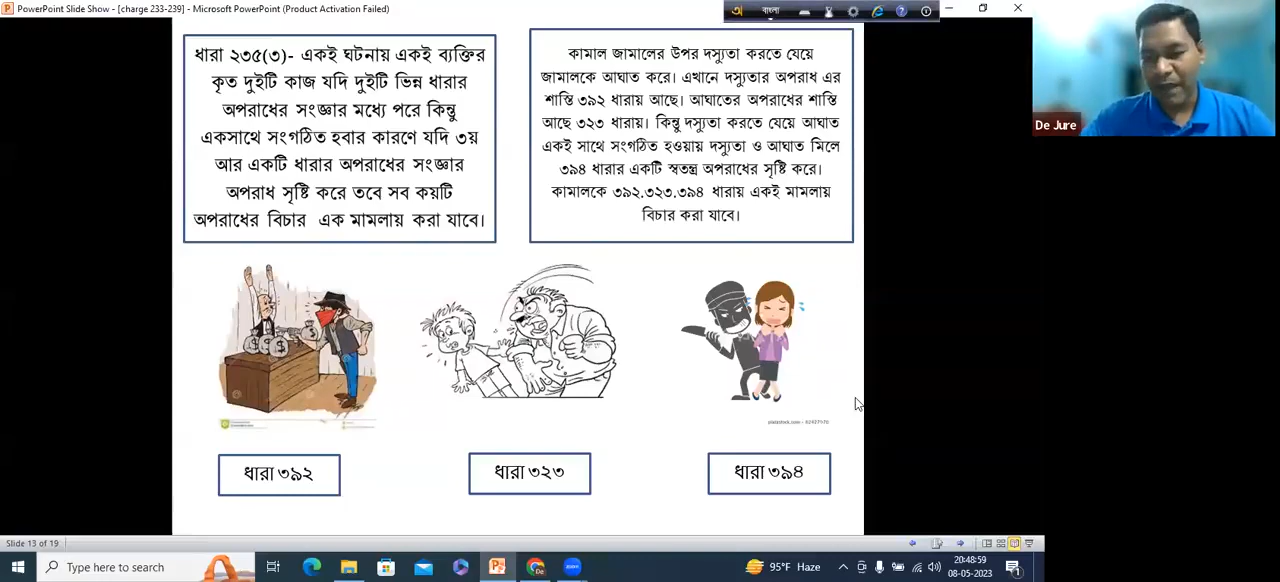 PowerPoint Slide Show - [charge 233-239] - Microsoft PowerPoint (Product Activation Failed)
বাংলা
ধারা ২৩৫(৩)- একই ঘটনায় একই ব্যক্তির
কৃত দুইটি কাজ যদি দুইটি ভিন্ন ধারার
অপরাধের সংজ্ঞার মধ্যে পরে কিন্তু
একসাথে সংগঠিত হবার কারণে যদি ৩য়
আর একটি ধারার অপরাধের সংজ্ঞার
অপরাধ সৃষ্টি করে তবে সব কয়টি
অপরাধের বিচার এক মামলায় করা যাবে।
কামাল জামালের উপর দস্যুতা করতে যেয়ে
জামালকে আঘাত করে। এখানে দস্যুতার অপরাধ এর
শাস্তি ৩৯২ ধারায় আছে। আঘাতের অপরাধের শাস্তি
আছে ৩২৩ ধারায়। কিন্তু দস্যুতা করতে যেয়ে আঘাত
একই সাথে সংগঠিত হওয়ায় দস্যুতা ও আঘাত মিলে
৩৯৪ ধারার একটি স্বতন্ত্র অপরাধের সৃষ্টি করে।
কামালকে ৩৯২.৩২৩.৩৯৪ ধারায় একই মামলায়
বিচার করা যাবে।
De Jure
ধারা ৩৯২
ধারা ৩২৩
ধারা ৩৯৪
Slide 13 of 19
Type here to search
95°F Haze
20:48:59
08-05-2023